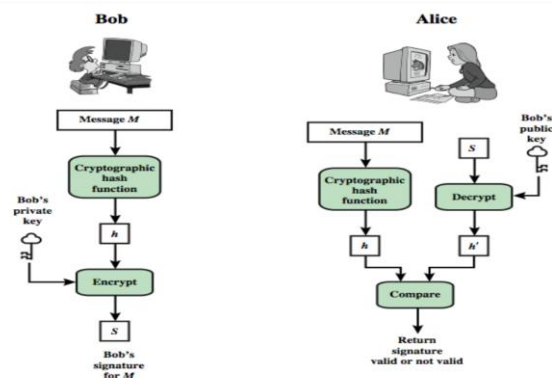 Bob
Message M
Cryptographic
hash
function
Bob's
private
key
h
Encrypt
S
Bob's
signature
for M
Alice
Message M
Cryptographic
hash
function
h
S
Bob's
public
key
Decrypt
h'
Compare
Return
signature
valid or not valid